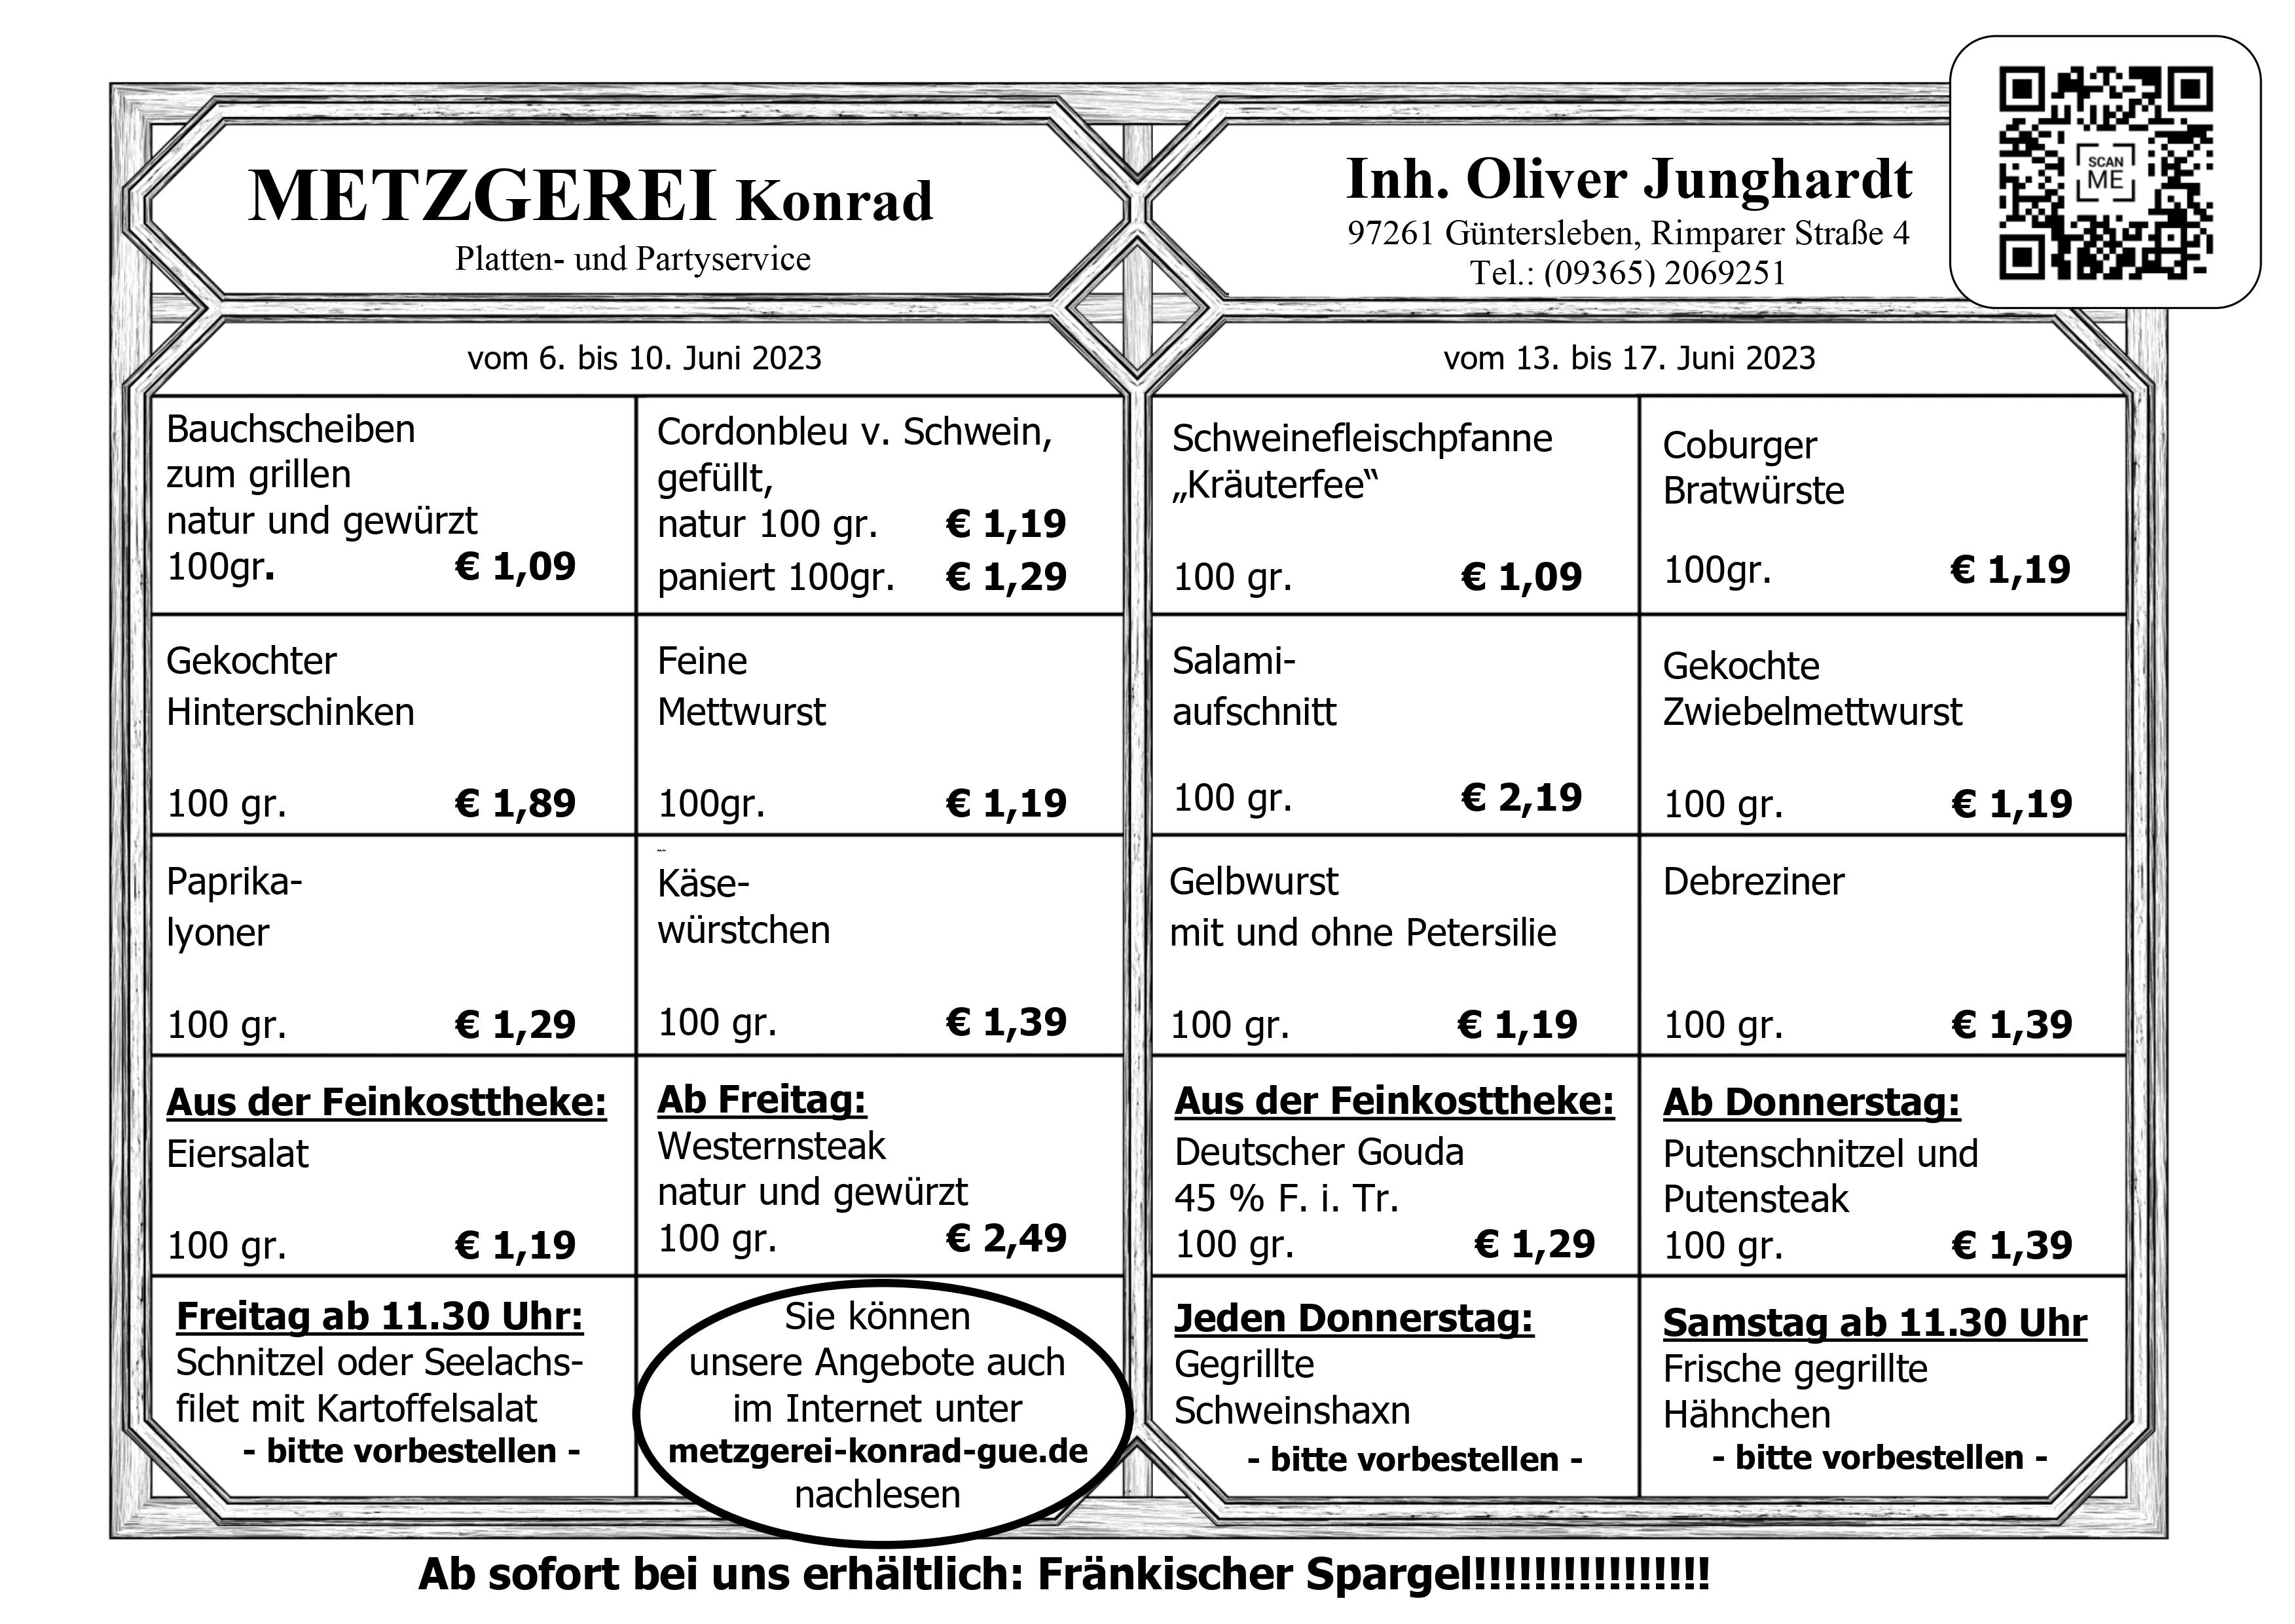 METZGEREI Konrad
Platten- und Partyservice
Inh. Oliver Junghardt
97261 Güntersleben, Rimparer Straße 4
Tel.: (09365) 2069251
SCAN
ME
vom 6. bis 10. Juni 2023
Bauchscheiben
zum grillen
natur und gewürzt
100gr. € 1,09
Cordonbleu v. Schwein,
gefüllt,
natur 100 gr. € 1,19
paniert 100gr. € 1,29
Gekochter
Hinterschinken
100 gr. € 1,89
Feine
Mettwurst
100gr. € 1,19
Paprika-
lyoner
100 gr. € 1,29
Käse-
würstchen
100 gr. € 1,39
Aus der Feinkosttheke:
Eiersalat
100 gr. € 1,19
Ab Freitag:
Westernsteak
natur und gewürzt
100 gr. € 2,49
Freitag ab 11.30 Uhr:
Schnitzel oder Seelachs-
filet mit Kartoffelsalat
- bitte vorbestellen -
Sie können
unsere Angebote auch
im Internet unter
metzgerei-konrad-gue.de
nachlesen
vom 13. bis 17. Juni 2023
Schweinefleischpfanne
„Kräuterfee“
100 gr. € 1,09
Coburger
Bratwürste
100gr. € 1,19
Salami-
aufschnitt
100 gr. € 2,19
Gekochte
Zwiebelmettwurst
100 gr. € 1,19
Gelbwurst
mit und ohne Petersilie
100 gr. € 1,19
Debreziner
100 gr. € 1,39
Aus der Feinkosttheke:
Deutscher Gouda
45 % F. i. Tr.
100 gr. € 1,29
Ab Donnerstag:
Putenschnitzel und
Putensteak
100 gr. € 1,39
Jeden Donnerstag:
Gegrillte
Schweinshaxn
- bitte vorbestellen -
Samstag ab 11.30 Uhr
Frische gegrillte
Hähnchen
- bitte vorbestellen -
Ab sofort bei uns erhältlich: Fränkischer Spargel!!!!!!!!!!!!!!!!